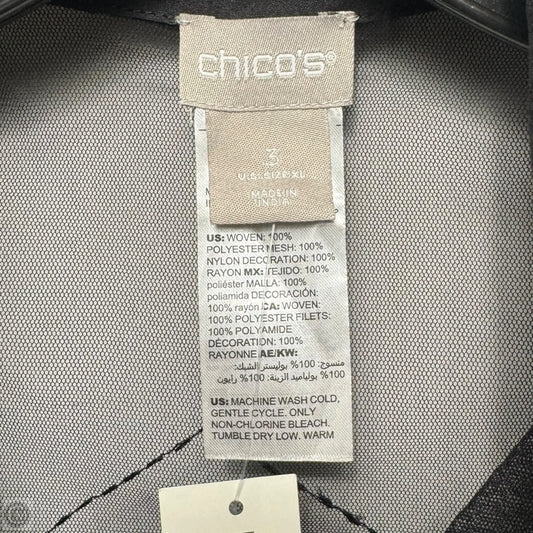 chico's®
3
U.S. SIZE: XL
MADE IN
INDIA
US: WOVEN: 100%
POLYESTER MESH: 100%
NYLON DECORATION: 100%
RAYON MX: TEJIDO: 100%
poliéster MALLA: 100%
poliamida DECORACIÓN:
100% rayón CA: WOVEN:
100% POLYESTER FILETS:
100% POLYAMIDE
DÉCORATION: 100%
RAYONNE AE/KW:
منسوج: 100% بوليستر الشبك:
100% بولياميد الزينة: 100% رايون
US: MACHINE WASH COLD,
GENTLE CYCLE. ONLY
NON-CHLORINE BLEACH.
TUMBLE DRY LOW. WARM